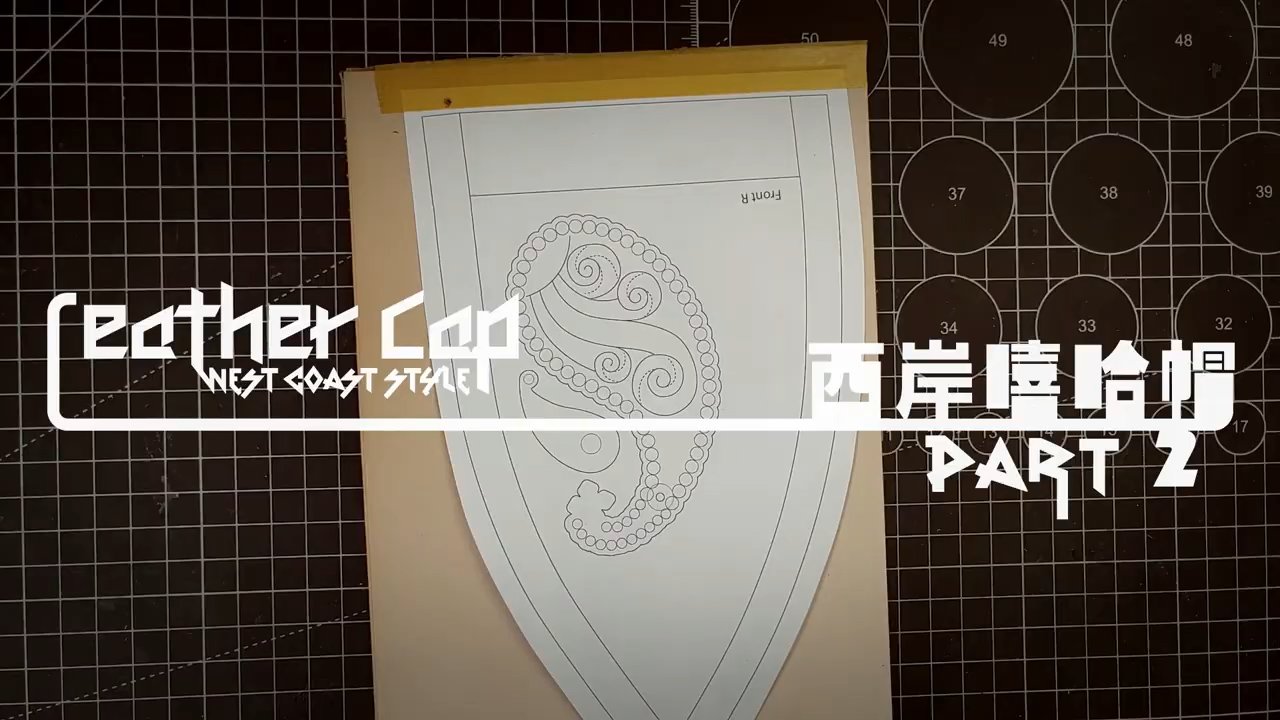 50
49
48
37
38
39
Front R
34
33
32
Leather Cap
WEST COAST STYLE
西岸嘻哈帽
17
PART 2